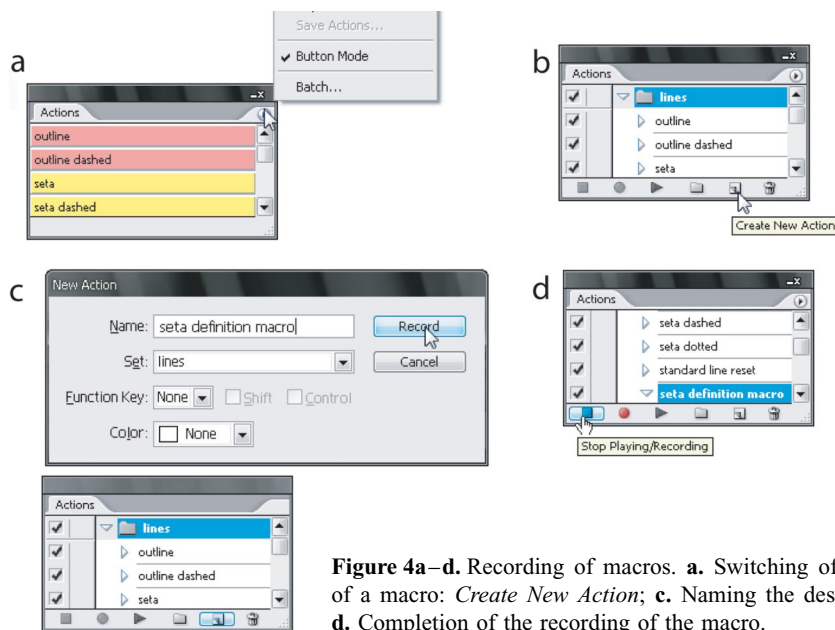 a
Save Actions...
Button Mode
Batch...
Actions
outline
outline dashed
seta
seta dashed
b
Actions
lines
outline
outline dashed
seta
Create New Action
c
New Action
Name: seta definition macro
Record
Set: lines
Cancel
Function Key: None Shift Control
Color: None
d
Actions
seta dashed
seta dotted
standard line reset
seta definition macro
Stop Playing/Recording
Actions
lines
outline
outline dashed
seta
Figure 4a–d. Recording of macros. a. Switching of
of a macro: Create New Action; c. Naming the des
d. Completion of the recording of the macro.